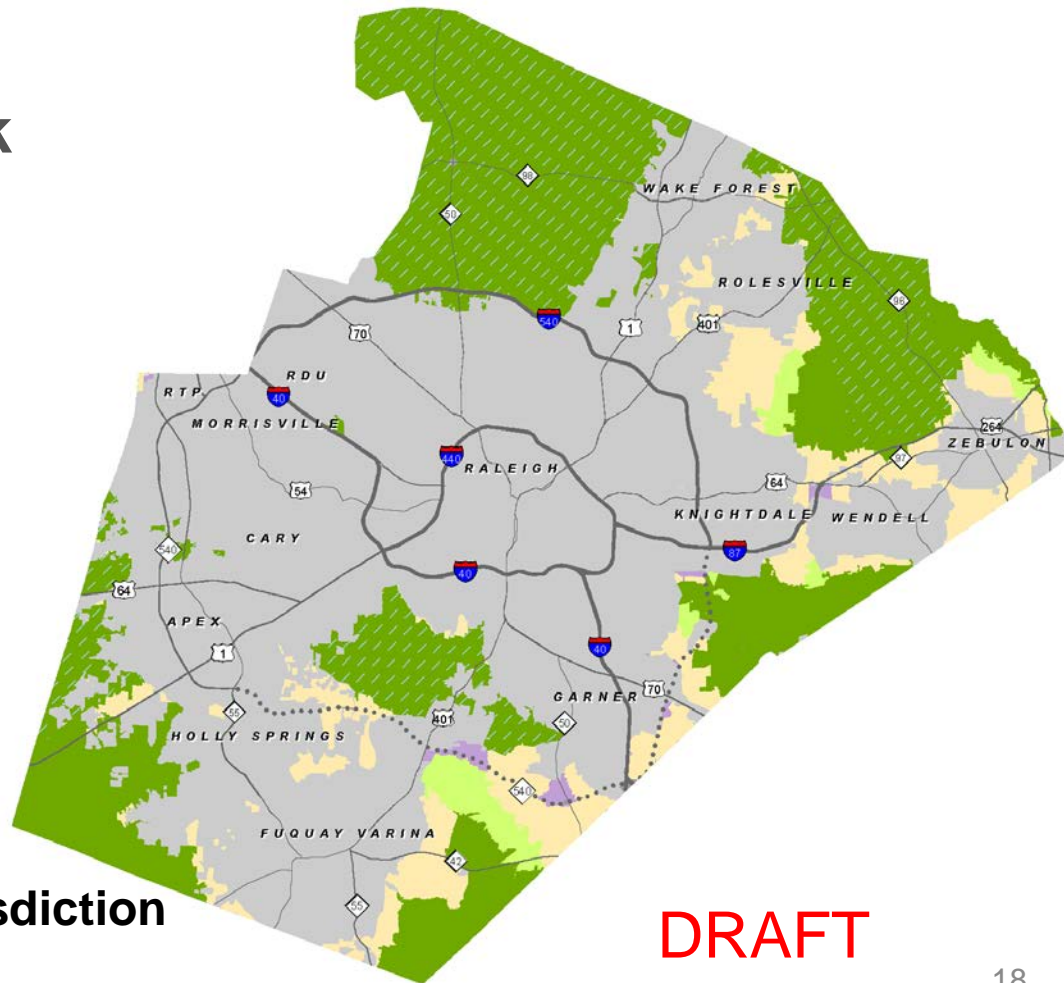 k
98
WAKE FOREST
50
ROLESVILLE
98
540
1
401
70
RDU
RTP
40
MORRISVILLE
264
ZEBULON
440
RALEIGH
97
54
64
KNIGHTDALE
WENDELL
CARY
540
87
40
64
APEX
1
40
GARNER
70
55
401
50
HOLLY SPRINGS
540
FUQUAY VARINA
42
55
sdiction
DRAFT
18